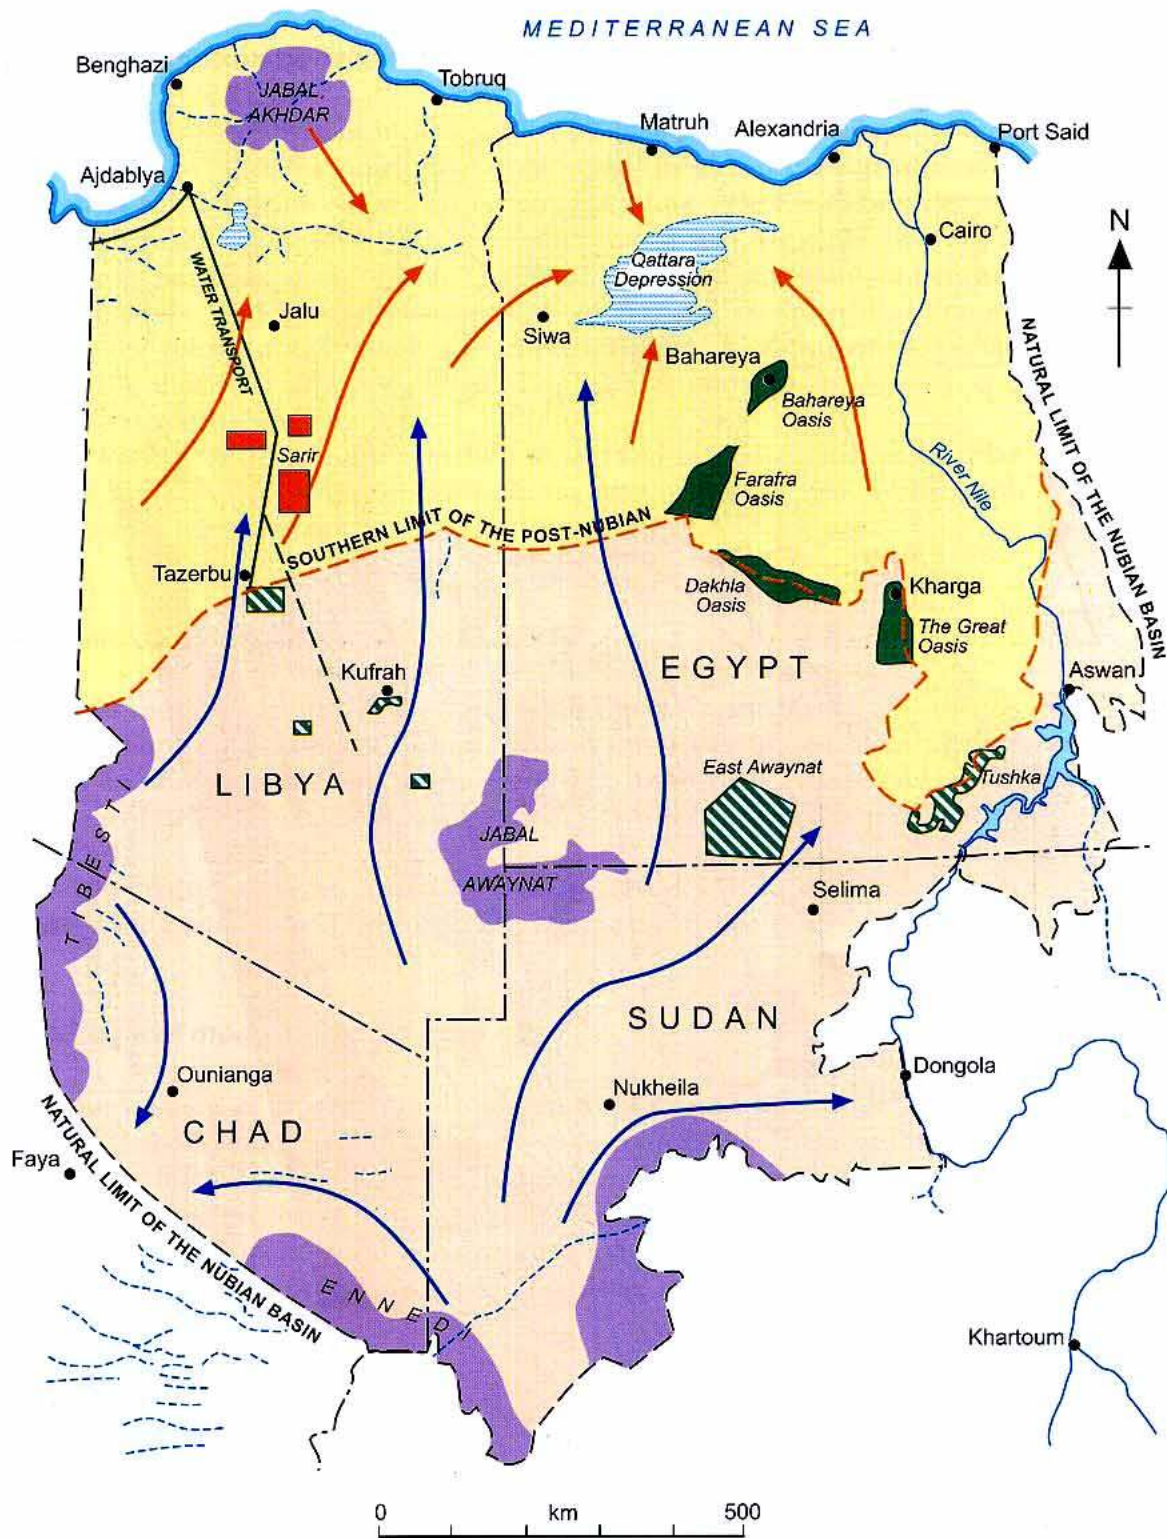 MEDITERRANEAN SEA
Benghazi
JABAL
AKHDAR
Tobruq
Matruh
Alexandria
Port Said
Ajdablya
N
Cairo
Qattara
Depression
WATER TRANSPORT
Jalu
Siwa
Bahareya
Bahareya
Oasis
NATURAL LIMIT OF THE NUBIAN BASIN
Sarir
Farafra
Oasis
River Nile
SOUTHERN LIMIT OF THE POST-NUBIAN
Tazerbu
Dakhla
Oasis
Kharga
The Great
Oasis
Kufrah
EGYPT
Aswan
LIBYA
East Awaynat
Tushka
TIBESTI
JABAL
AWAYNAT
Selima
SUDAN
Ounianga
Nukheila
Dongola
CHAD
Faya
NATURAL LIMIT OF THE NUBIAN BASIN
ENNEDI
Khartoum
0 km 500